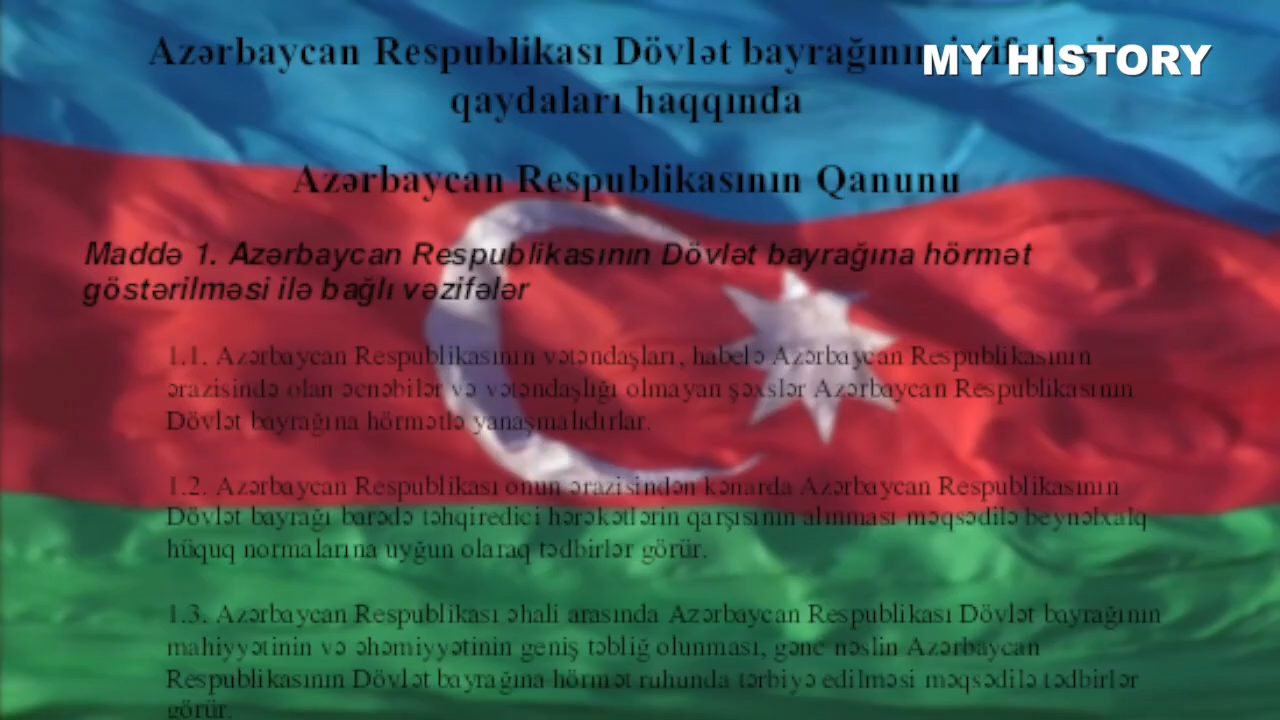 Azərbaycan Respublikası Dövlət bayrağının istifadəsi
MY HISTORY
qaydaları haqqında
Azərbaycan Respublikasının Qanunu
Maddə 1. Azərbaycan Respublikasının Dövlət bayrağına hörmət
göstərilməsi ilə bağlı vəzifələr
1.1. Azərbaycan Respublikasının vətəndaşları, habelə Azərbaycan Respublikasının
ərazisində olan əcnəbilər və vətəndaşlığı olmayan şəxslər Azərbaycan Respublikasının
Dövlət bayrağına hörmətlə yanaşmalıdırlar.
1.2. Azərbaycan Respublikası onun ərazisindən kənarda Azərbaycan Respublikasının
Dövlət bayrağı barədə təhqiredici hərəkətlərin qarşısının alınması məqsədilə beynəlxalq
hüquq normalarına uyğun olaraq tədbirlər görür.
1.3. Azərbaycan Respublikası əhali arasında Azərbaycan Respublikası Dövlət bayrağının
mahiyyətinin və əhəmiyyətinin geniş təbliğ olunması, gənc nəslin Azərbaycan
Respublikasının Dövlət bayrağına hörmət ruhunda tərbiyə edilməsi məqsədilə tədbirlər
görür.